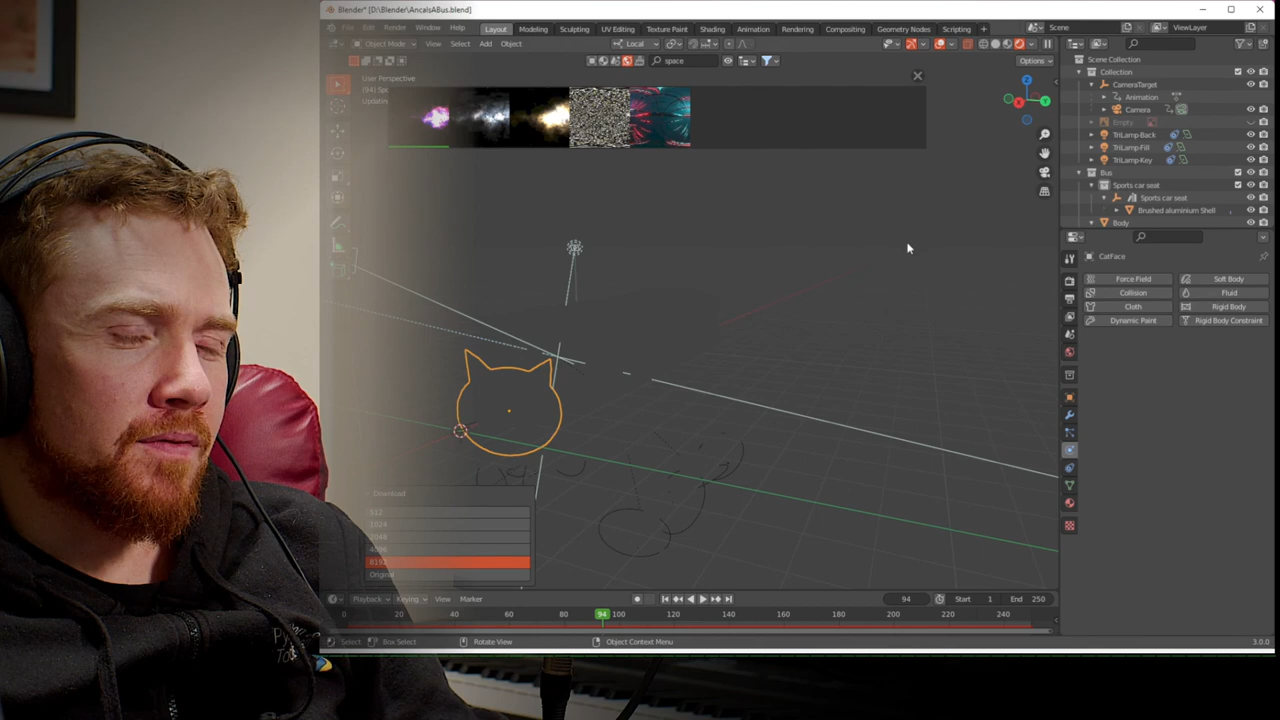 Blender* [D:\Blender\AncalsABus.blend]
File Edit Render Window Help Layout Modeling Sculpting UV Editing Texture Paint Shading Animation Rendering Compositing Geometry Nodes Scripting + Scene ViewLayer
Object Mode View Select Add Object Local
space Options
User Perspective
(94)
Updatin
Download
512
1024
2048
4096
8192
Original
Scene Collection
Collection
CameraTarget
Animation
Camera
Empty
TriLamp-Back
TriLamp-Fill
TriLamp-Key
Bus
Sports car seat
Sports car seat
Brushed aluminium Shell
Body
CatFace
Force Field Soft Body
Collision Fluid
Cloth Rigid Body
Dynamic Paint Rigid Body Constraint
Playback Keying View Marker 94 Start 1 End 250
0 20 40 60 80 94 100 120 140 160 180 200 220 240
Select Box Select Rotate View Object Context Menu 3.0.0